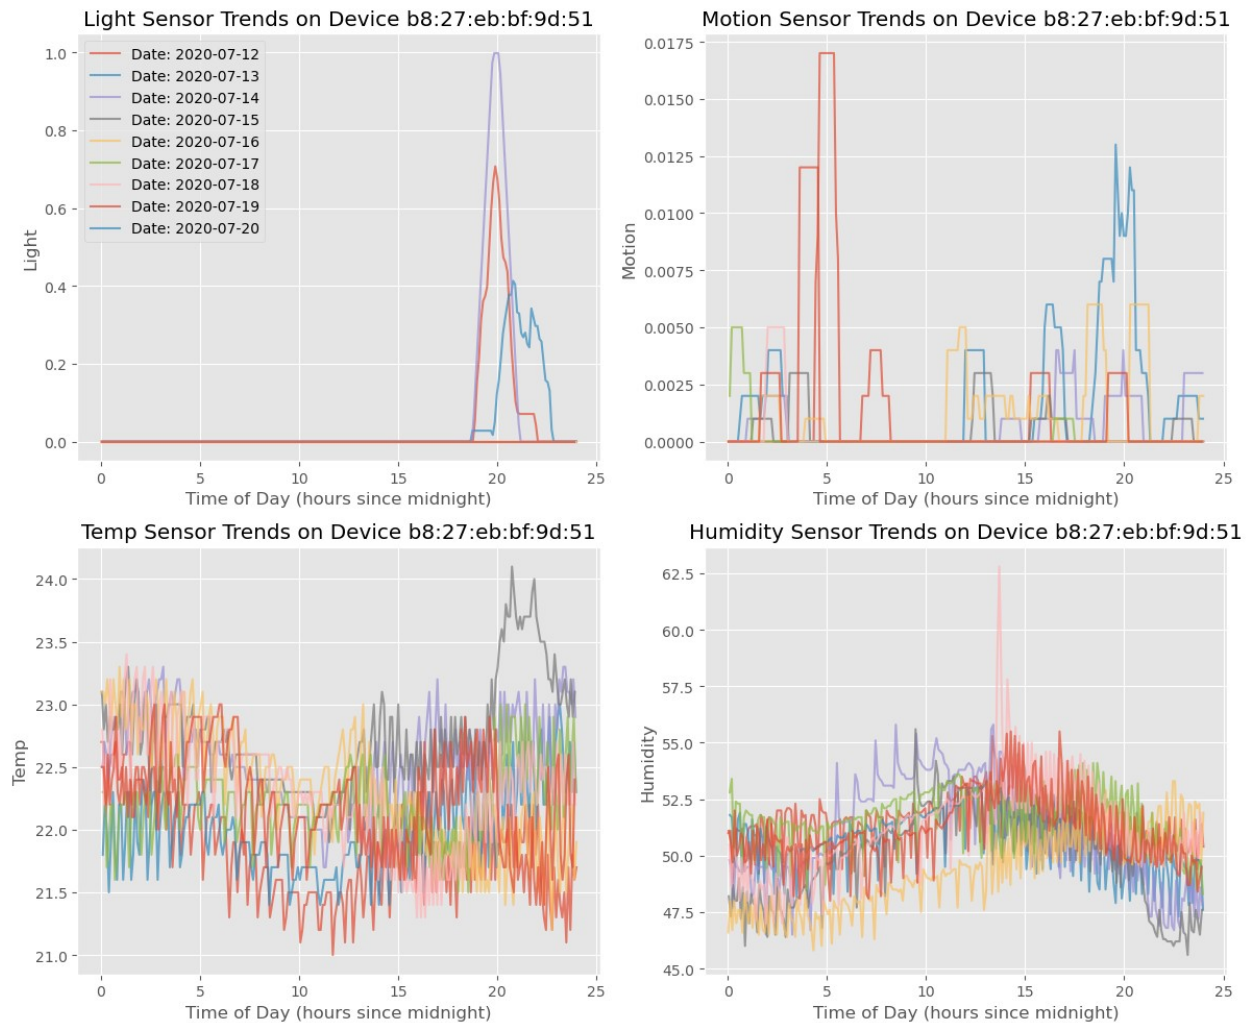 Light Sensor Trends on Device b8:27:eb:bf:9d:51
1.0
0.8
0.6
0.4
0.2
0.0
Light
Date: 2020-07-12
Date: 2020-07-13
Date: 2020-07-14
Date: 2020-07-15
Date: 2020-07-16
Date: 2020-07-17
Date: 2020-07-18
Date: 2020-07-19
Date: 2020-07-20
0 5 10 15 20 25
Time of Day (hours since midnight)
Motion Sensor Trends on Device b8:27:eb:bf:9d:51
0.0175
0.0150
0.0125
0.0100
0.0075
0.0050
0.0025
0.0000
Motion
0 5 10 15 20 25
Time of Day (hours since midnight)
Temp Sensor Trends on Device b8:27:eb:bf:9d:51
24.0
23.5
23.0
22.5
22.0
21.5
21.0
Temp
0 5 10 15 20 25
Time of Day (hours since midnight)
Humidity Sensor Trends on Device b8:27:eb:bf:9d:51
62.5
60.0
57.5
55.0
52.5
50.0
47.5
45.0
Humidity
0 5 10 15 20 25
Time of Day (hours since midnight)